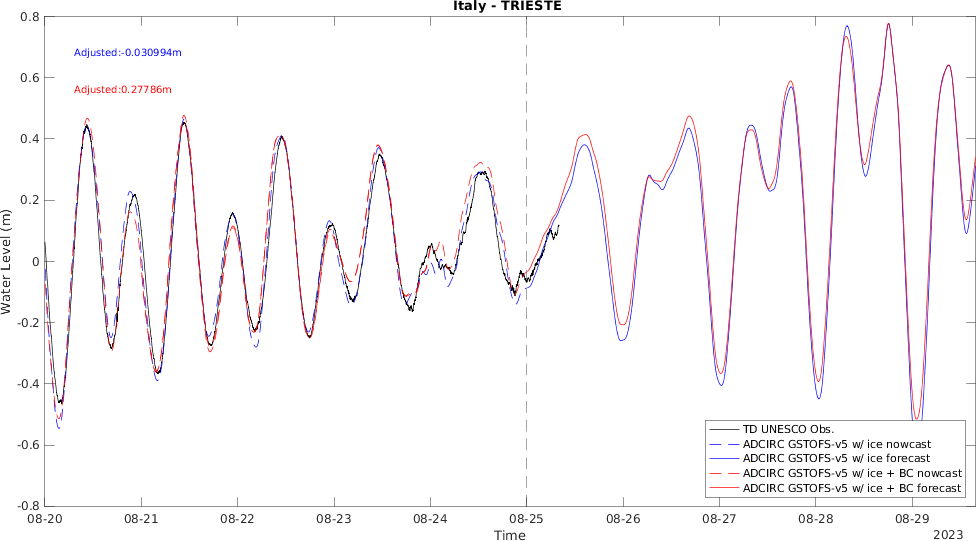 Italy - TRIESTE
Adjusted:-0.030994m
Adjusted:0.27786m
Water Level (m)
0.8
0.6
0.4
0.2
0
-0.2
-0.4
-0.6
-0.8
TD UNESCO Obs.
ADCIRC GSTOFS-v5 w/ ice nowcast
ADCIRC GSTOFS-v5 w/ ice forecast
ADCIRC GSTOFS-v5 w/ ice + BC nowcast
ADCIRC GSTOFS-v5 w/ ice + BC forecast
08-20 08-21 08-22 08-23 08-24 08-25 08-26 08-27 08-28 08-29
Time
2023